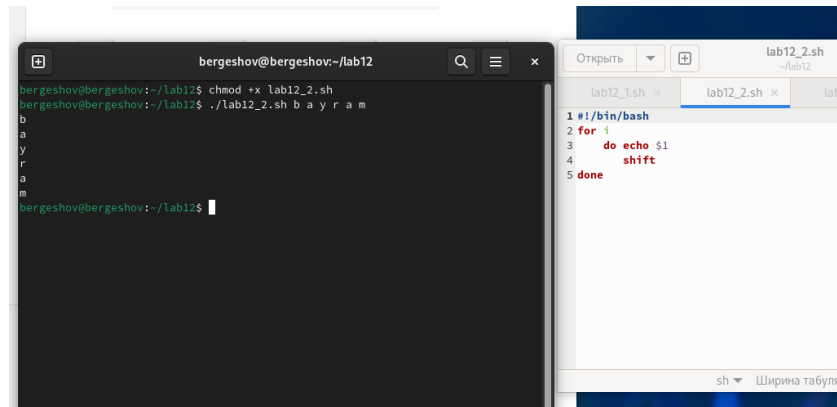 bergeshov@bergeshov:~/lab12
bergeshov@bergeshov:~/lab12$ chmod +x lab12_2.sh
bergeshov@bergeshov:~/lab12$ ./lab12_2.sh b a y r a m
b
a
y
r
a
m
bergeshov@bergeshov:~/lab12$
Открыть
lab12_2.sh
~/lab12
lab12_1.sh × lab12_2.sh ×
1 #!/bin/bash
2 for i
3 do echo $1
4 shift
5 done
sh Ширина